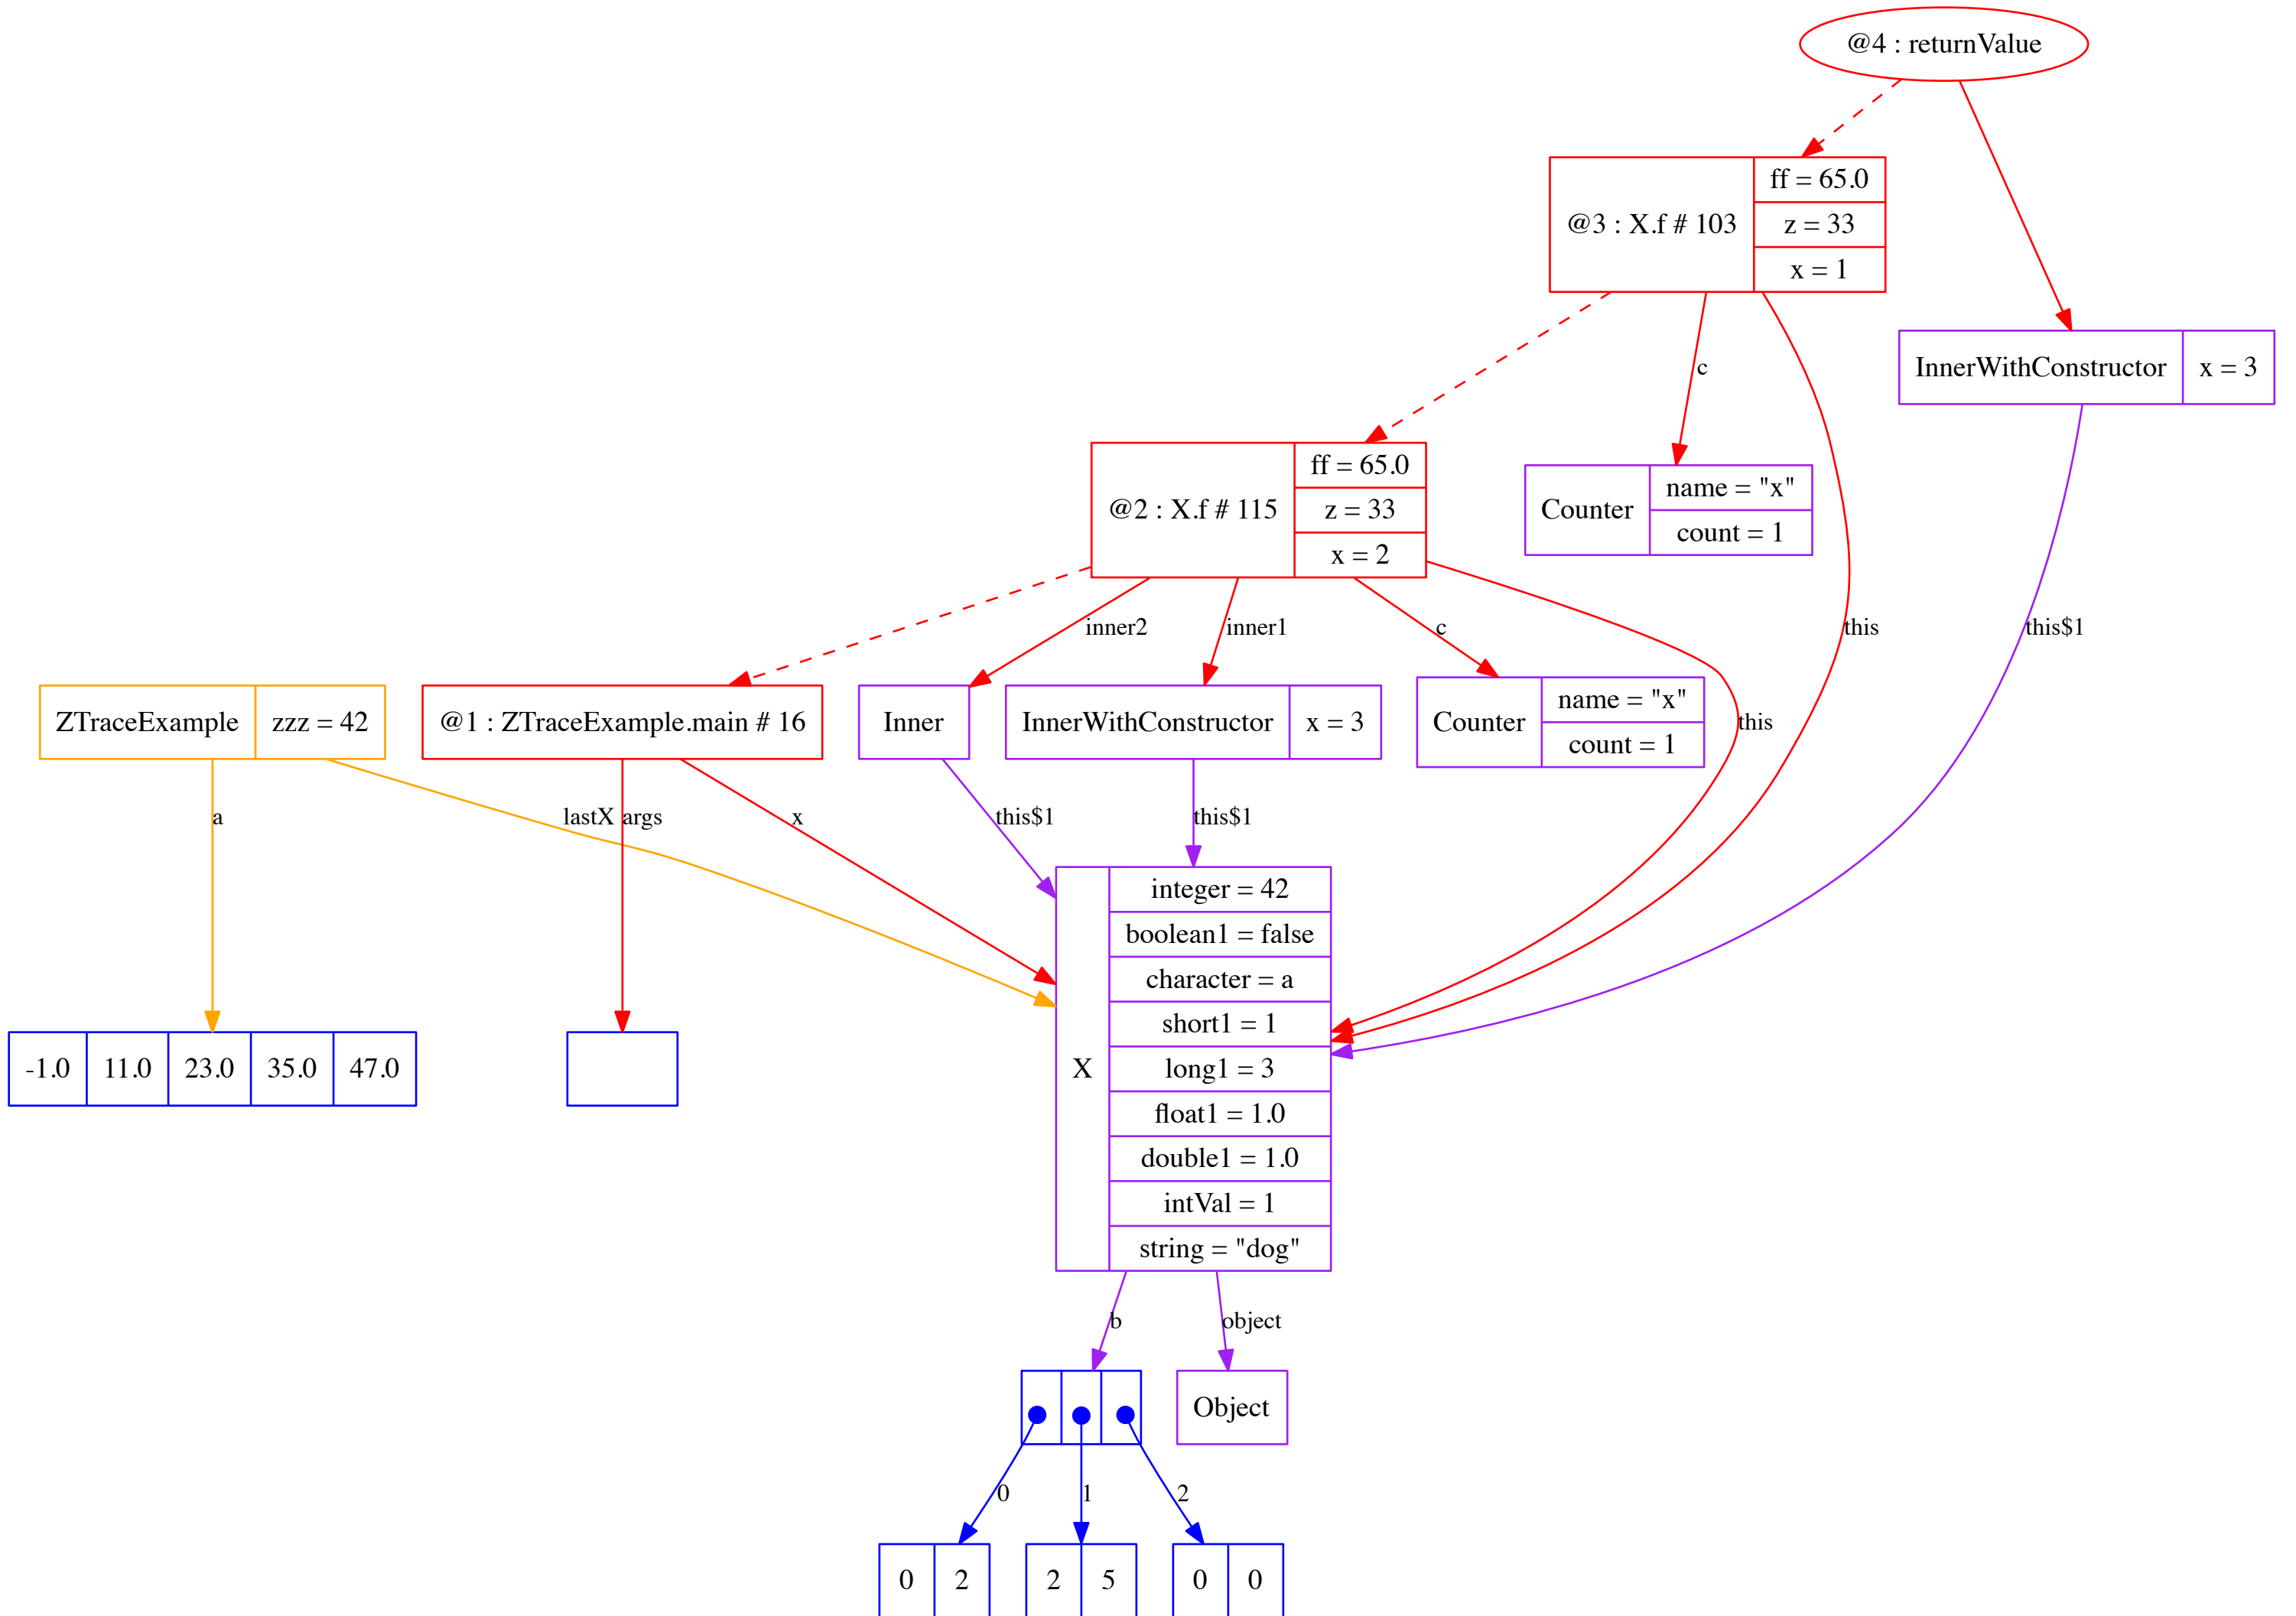 @4 : returnValue
@3 : X.f # 103
ff = 65.0
z = 33
x = 1
InnerWithConstructor
x = 3
c
@2 : X.f # 115
ff = 65.0
z = 33
x = 2
Counter
name = "x"
count = 1
inner2
inner1
c
this
this$1
ZTraceExample
zzz = 42
@1 : ZTraceExample.main # 16
Inner
InnerWithConstructor
x = 3
Counter
name = "x"
count = 1
this
a
lastX
args
x
this$1
this$1
-1.0
11.0
23.0
35.0
47.0
X
integer = 42
boolean1 = false
character = a
short1 = 1
long1 = 3
float1 = 1.0
double1 = 1.0
intVal = 1
string = "dog"
b
object
Object
0
1
2
0
2
2
5
0
0